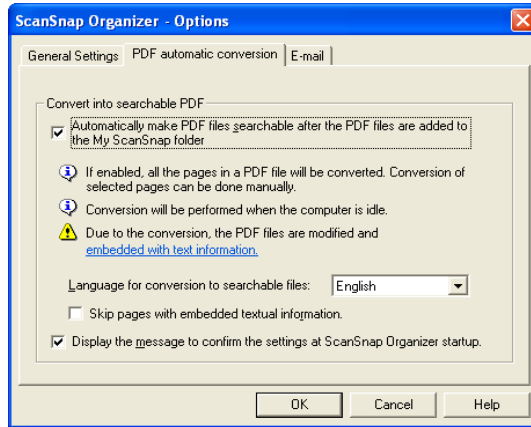 ScanSnap Organizer - Options
General Settings PDF automatic conversion E-mail
Convert into searchable PDF
Automatically make PDF files searchable after the PDF files are added to
the My ScanSnap folder
If enabled, all the pages in a PDF file will be converted. Conversion of
selected pages can be done manually.
Conversion will be performed when the computer is idle.
Due to the conversion, the PDF files are modified and
embedded with text information.
Language for conversion to searchable files: English
Skip pages with embedded textual information.
Display the message to confirm the settings at ScanSnap Organizer startup.
OK Cancel Help